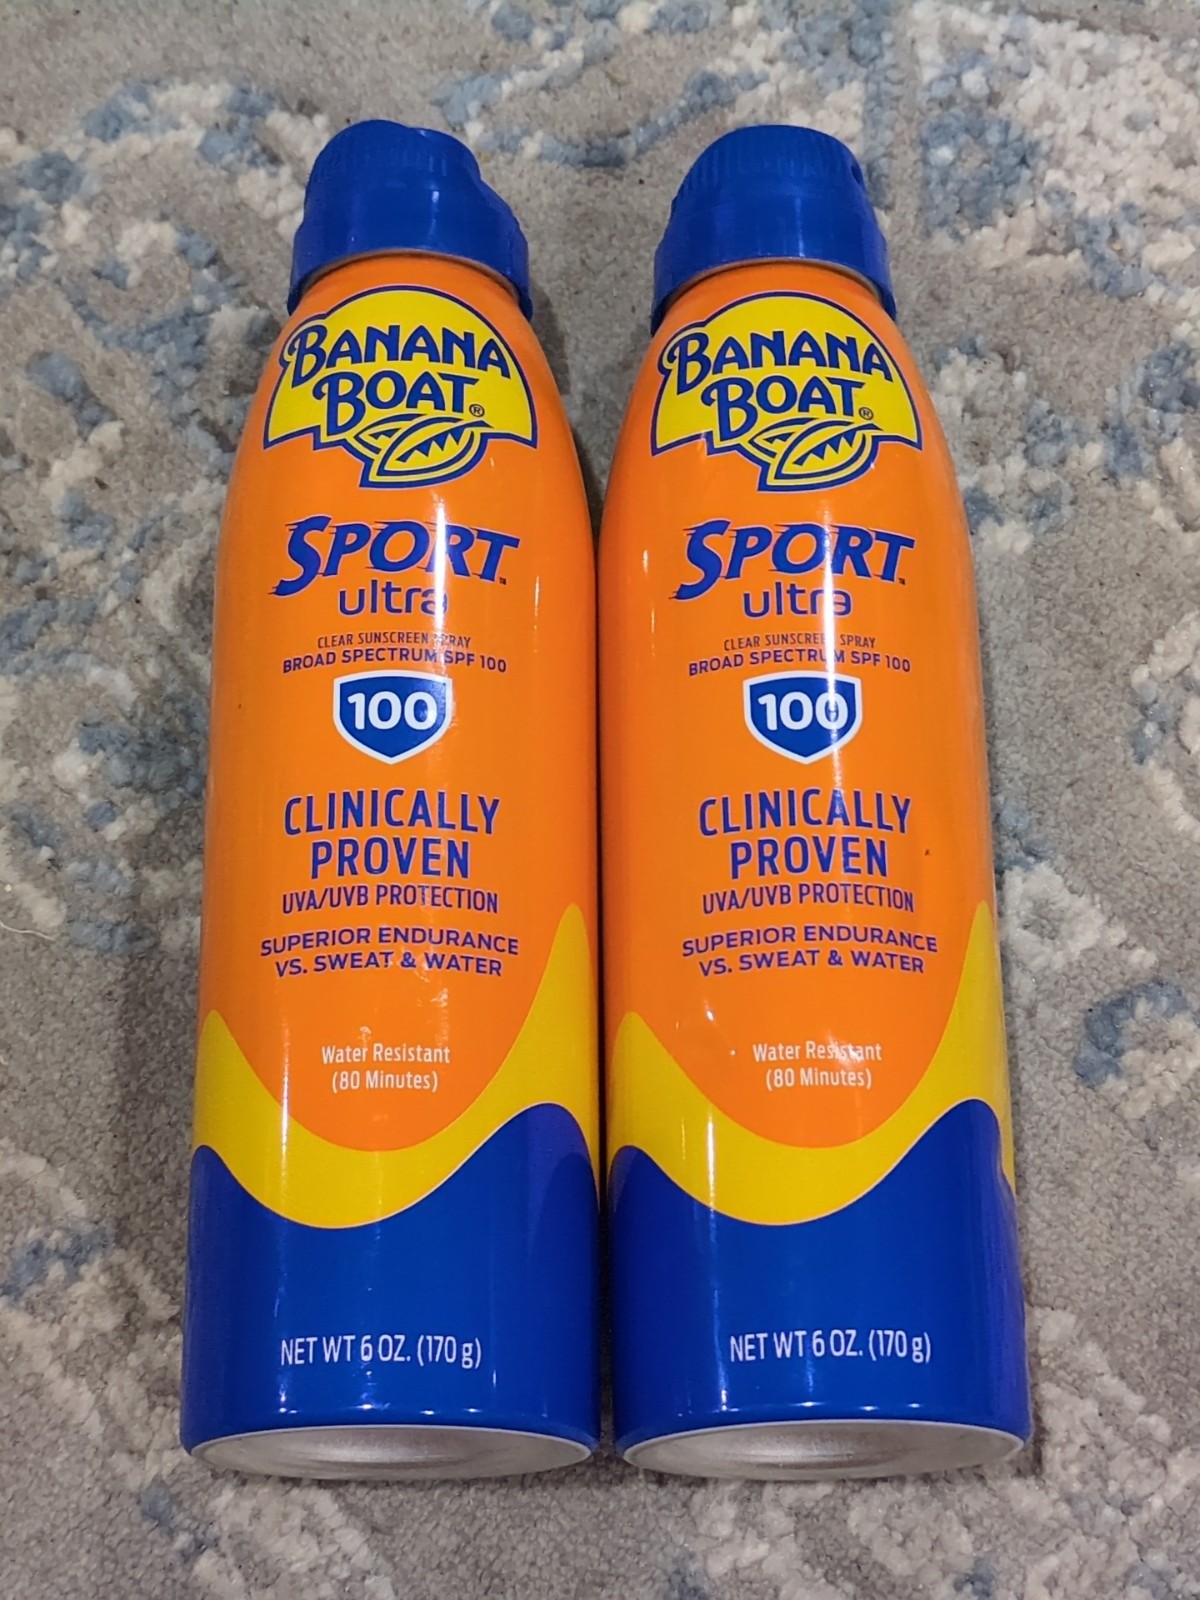 BANANA
BOAT®
SPORT™
ultra
CLEAR SUNSCREEN SPRAY
BROAD SPECTRUM SPF 100
100
CLINICALLY
PROVEN
UVA/UVB PROTECTION
SUPERIOR ENDURANCE
VS. SWEAT & WATER
Water Resistant
(80 Minutes)
NET WT 6 OZ. (170 g)
BANANA
BOAT®
SPORT™
ultra
CLEAR SUNSCREEN SPRAY
BROAD SPECTRUM SPF 100
100
CLINICALLY
PROVEN
UVA/UVB PROTECTION
SUPERIOR ENDURANCE
VS. SWEAT & WATER
Water Resistant
(80 Minutes)
NET WT 6 OZ. (170 g)